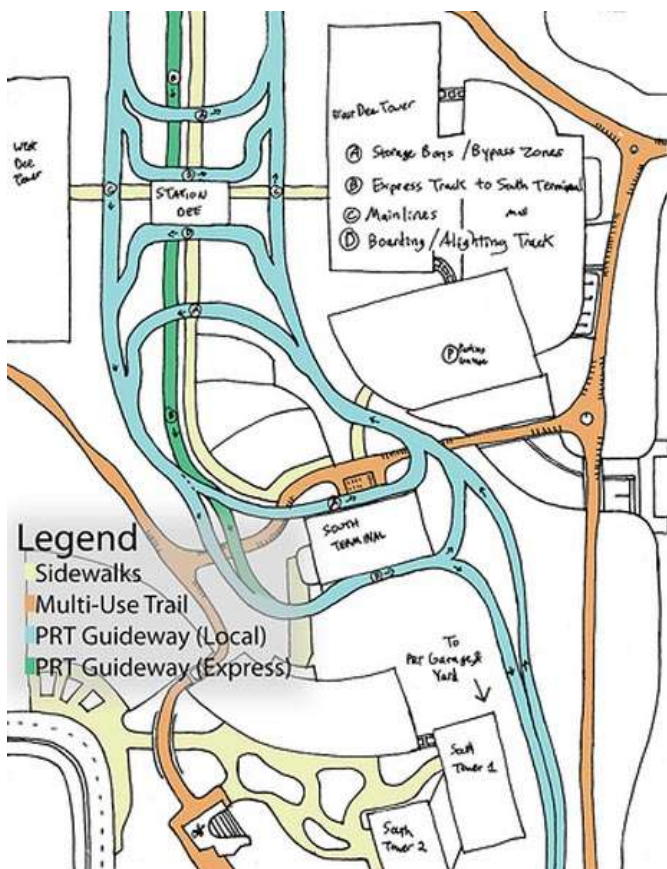 West
Dee
Tower
East Dee Tower
A Storage Bays / Bypass Zones
B Express Track to South Terminal
C Mainlines
D Boarding / Alighting Track
Mall
STATION
DEE
A
B
C
C
D
D
A
B
P
A
SOUTH
TERMINAL
D
Legend
Sidewalks
Multi-Use Trail
PRT Guideway (Local)
PRT Guideway (Express)
To
PRT Garage &
Yard
South
Tower 1
South
Tower 2